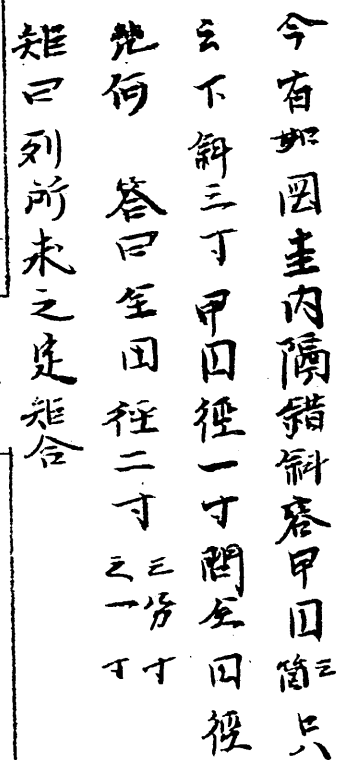 今有如図圭内隔錯斜容甲円三箇只
云下斜三寸甲円徑一寸問全円徑
幾何　答曰全円徑二寸三分寸之一寸
矩曰列所求之定矩合